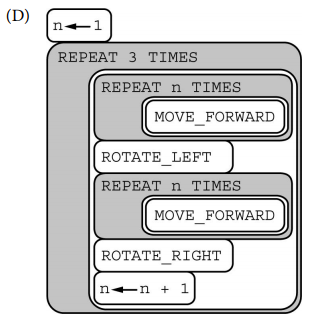 (D)
n ← 1
REPEAT 3 TIMES
REPEAT n TIMES
MOVE_FORWARD
ROTATE_LEFT
REPEAT n TIMES
MOVE_FORWARD
ROTATE_RIGHT
n ← n + 1